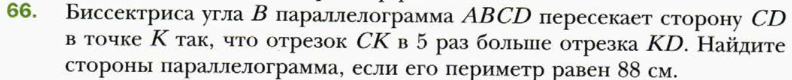 66. Биссектриса угла B параллелограмма ABCD пересекает сторону CD
в точке K так, что отрезок CK в 5 раз больше отрезка KD. Найдите
стороны параллелограмма, если его периметр равен 88 см.